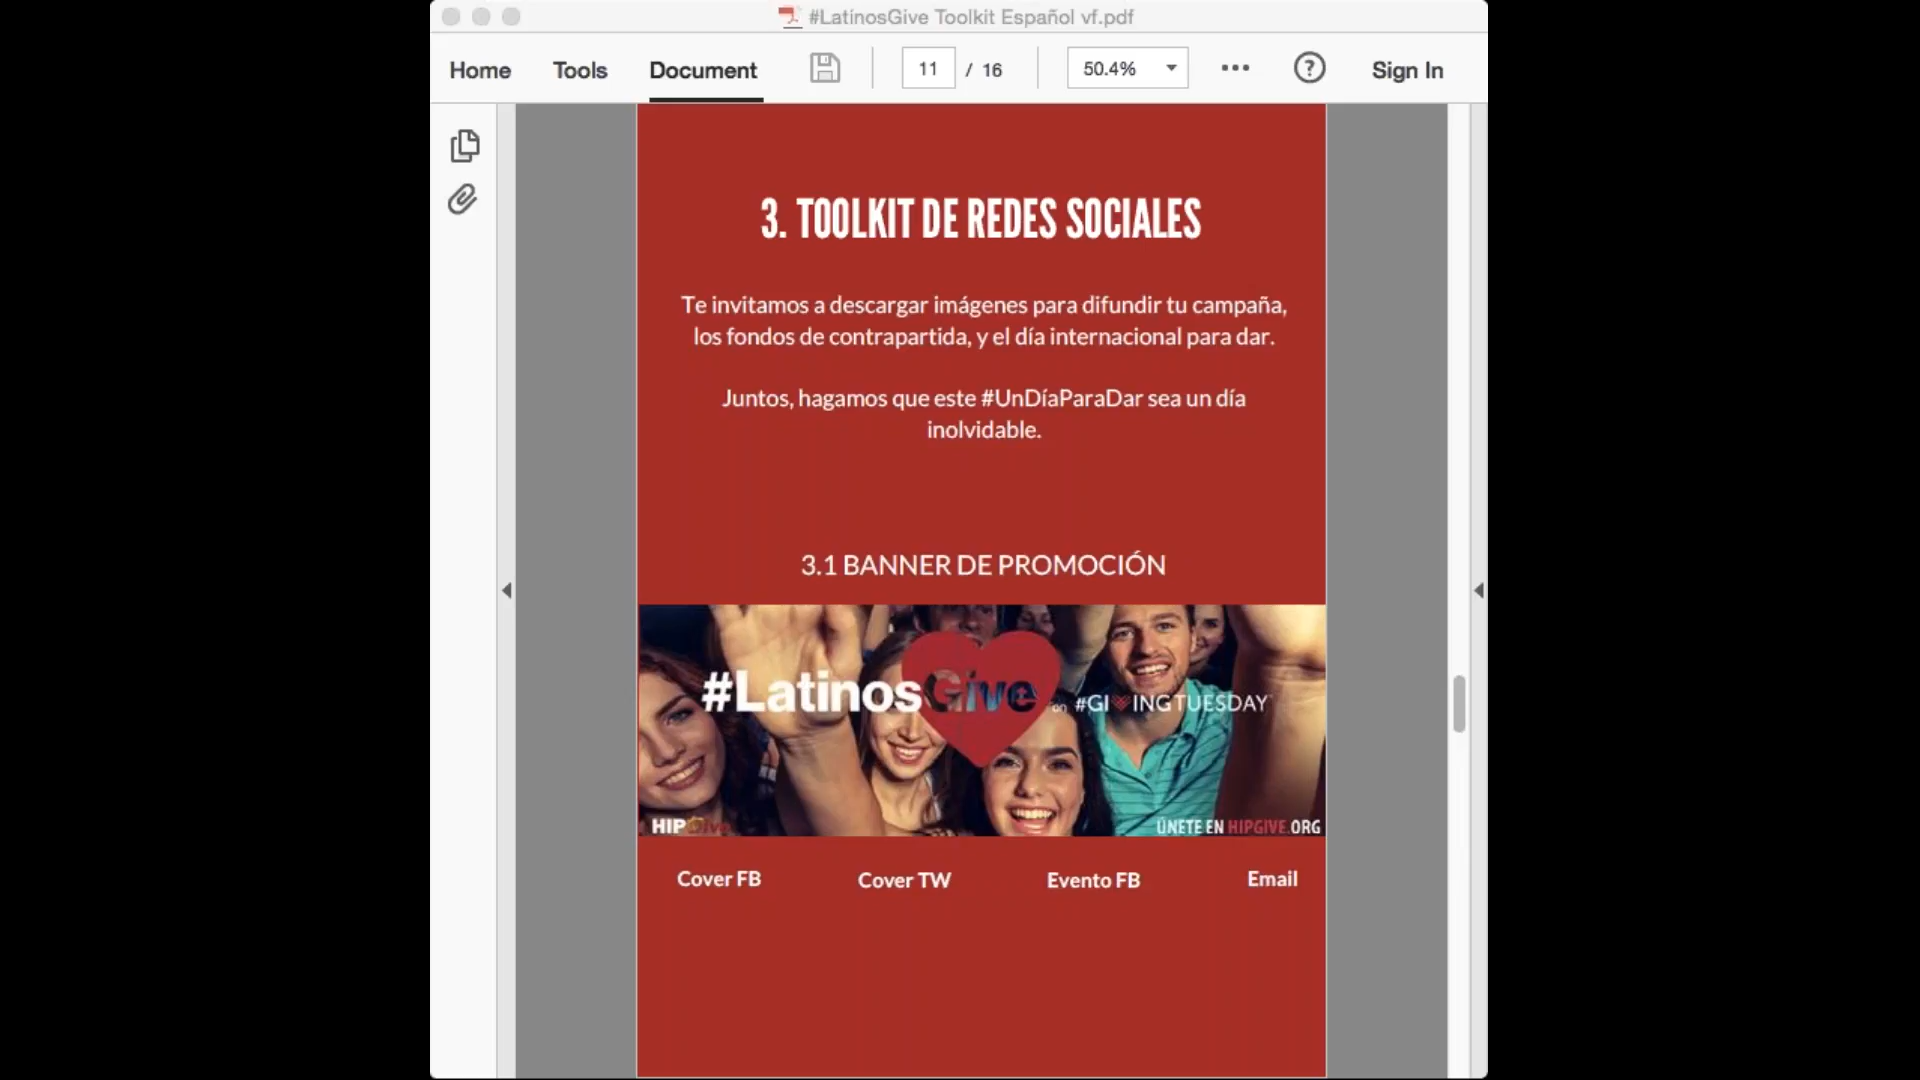 #LatinosGive Toolkit Español vf.pdf
Home Tools Document 11 / 16 50.4% ••• ? Sign In
3. TOOLKIT DE REDES SOCIALES
Te invitamos a descargar imágenes para difundir tu campaña,
los fondos de contrapartida, y el día internacional para dar.
Juntos, hagamos que este #UnDíaParaDar sea un día
inolvidable.
3.1 BANNER DE PROMOCIÓN
#LatinosGive on #GIVINGTUESDAY
HIPGive ÚNETE EN HIPGIVE.ORG
Cover FB Cover TW Evento FB Email